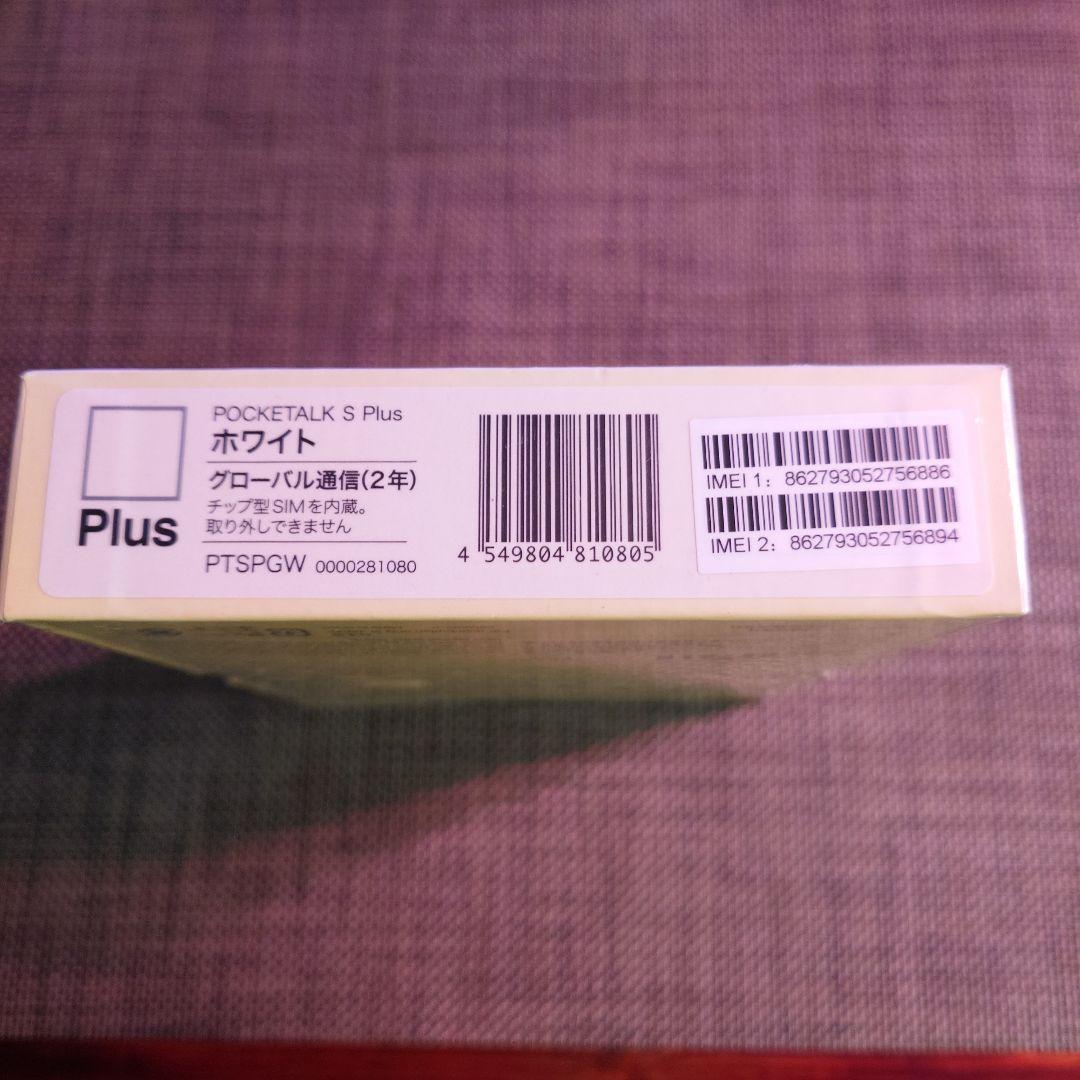 POCKETALK S Plus
ホワイト
グローバル通信(2年)
チップ型SIMを内蔵。
取り外しできません
Plus
PTSPGW 0000281080
4 549804 810805
IMEI 1: 862793052756886
IMEI 2: 862793052756894